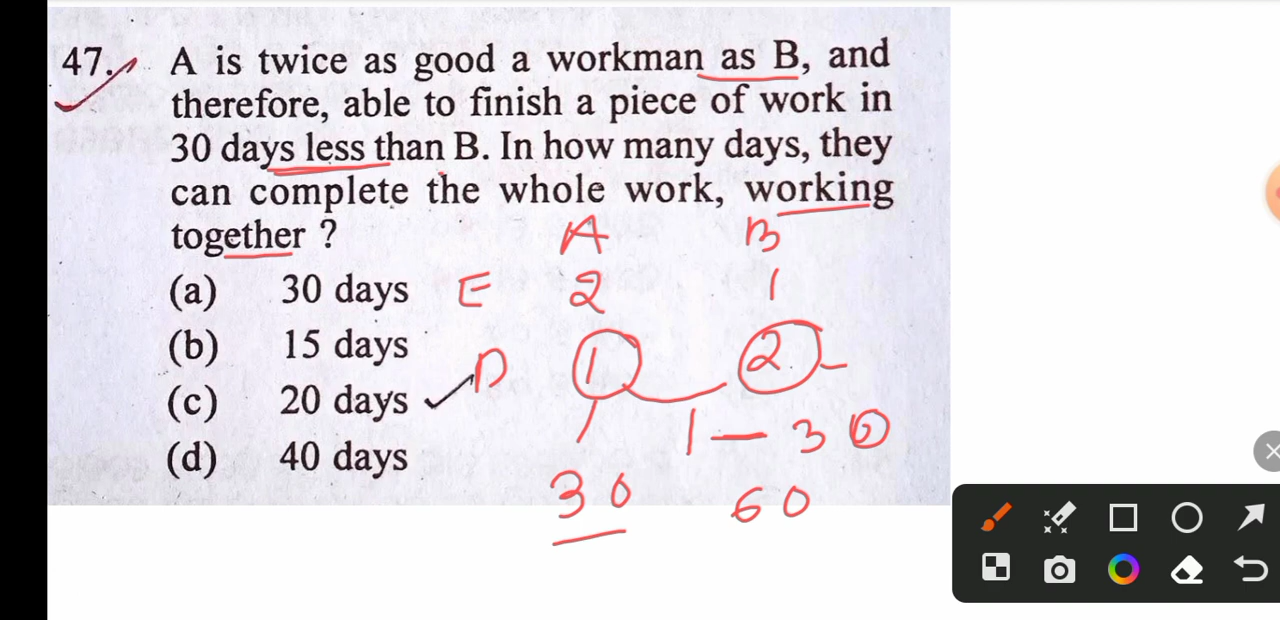 47. A is twice as good a workman as B, and
therefore, able to finish a piece of work in
30 days less than B. In how many days, they
can complete the whole work, working
together ?
A B
(a) 30 days E 2 1
(b) 15 days
D 1 2
(c) 20 days
1 — 30
(d) 40 days
30 60